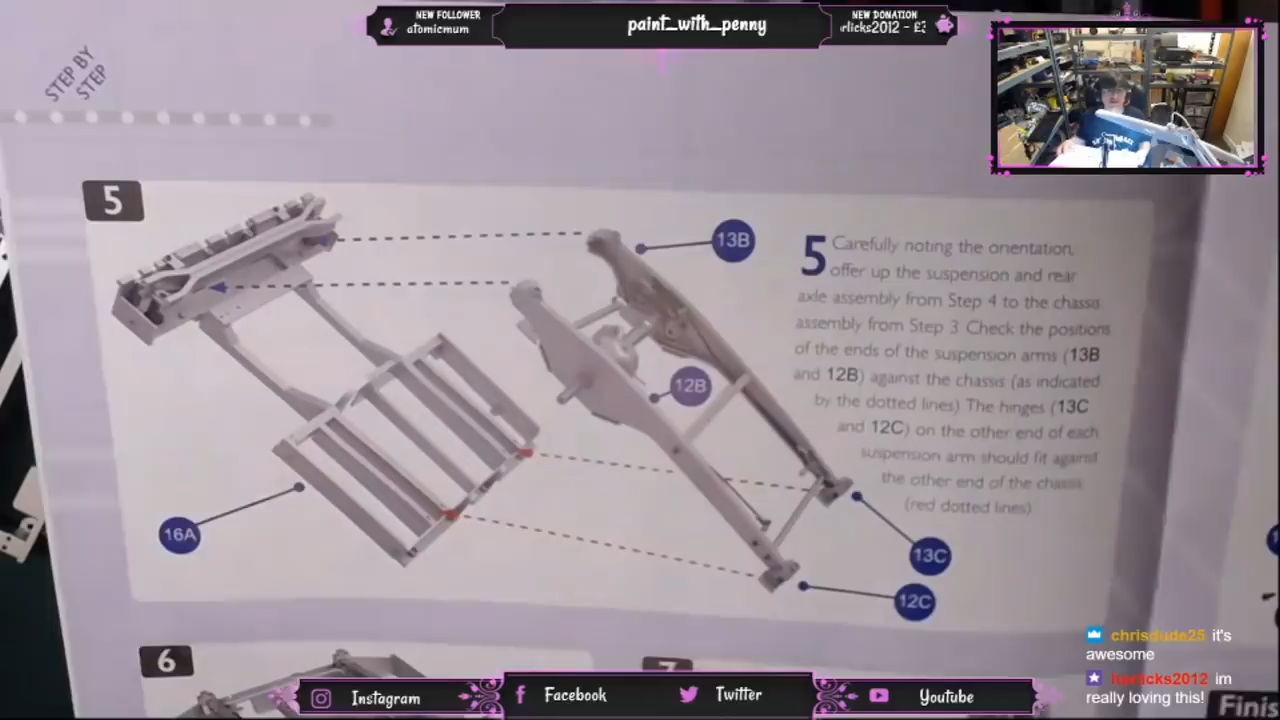 NEW FOLLOWER
atomicmum
paint_with_penny
NEW DONATION
rlicks2012 - £
STEP BY
STEP
5
13B
12B
16A
13C
12C
5 Carefully noting the orientation,
offer up the suspension and rear
axle assembly from Step 4 to the chassis
assembly from Step 3 Check the positions
of the ends of the suspension arms (13B
and 12B) against the chassis (as indicated
by the dotted lines) The hinges (13C
and 12C) on the other end of each
suspension arm should fit against
the other end of the chassis
(red dotted lines)
6
7
chrisdude25 it's
awesome
horlicks2012 im
really loving this!
Finis
Instagram
Facebook
Twitter
Youtube